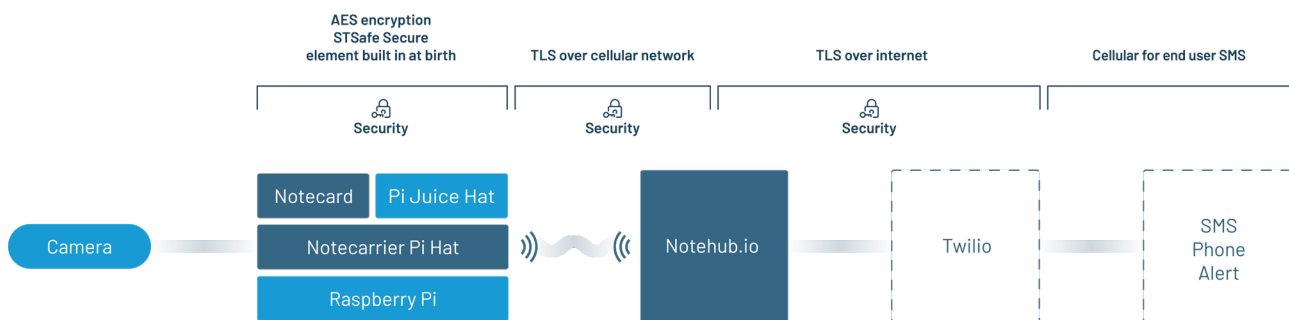 AES encryption
STSafe Secure
element built in at birth
TLS over cellular network
TLS over internet
Cellular for end user SMS
Security
Security
Security
Notecard
Pi Juice Hat
Camera
Notecarrier Pi Hat
Raspberry Pi
Notehub.io
Twilio
SMS
Phone
Alert